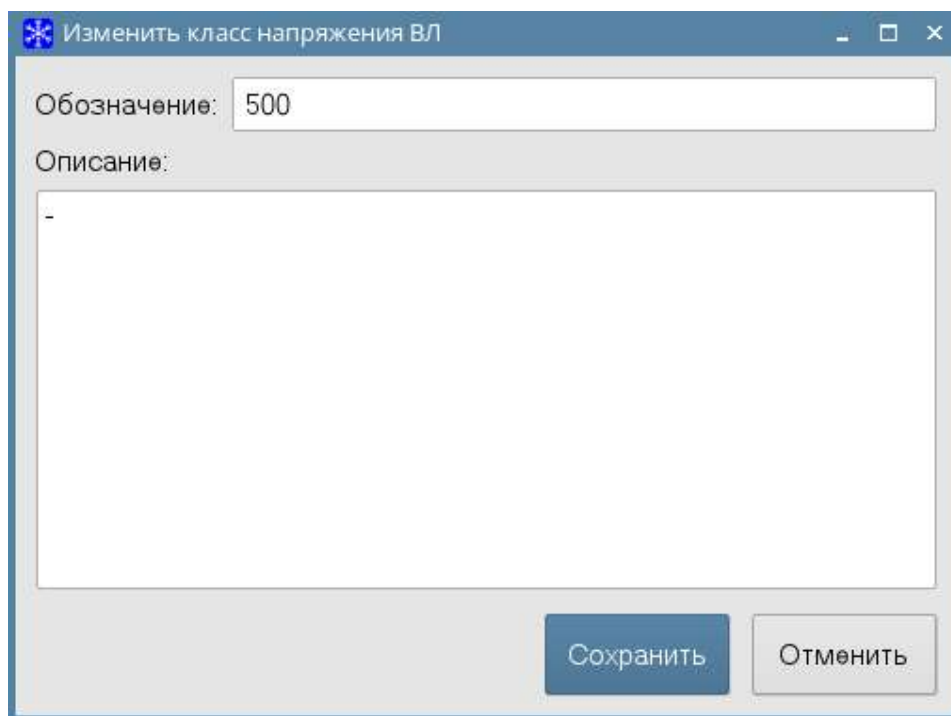 Изменить класс напряжения ВЛ
Обозначение: 500
Описание:
-
Сохранить Отменить